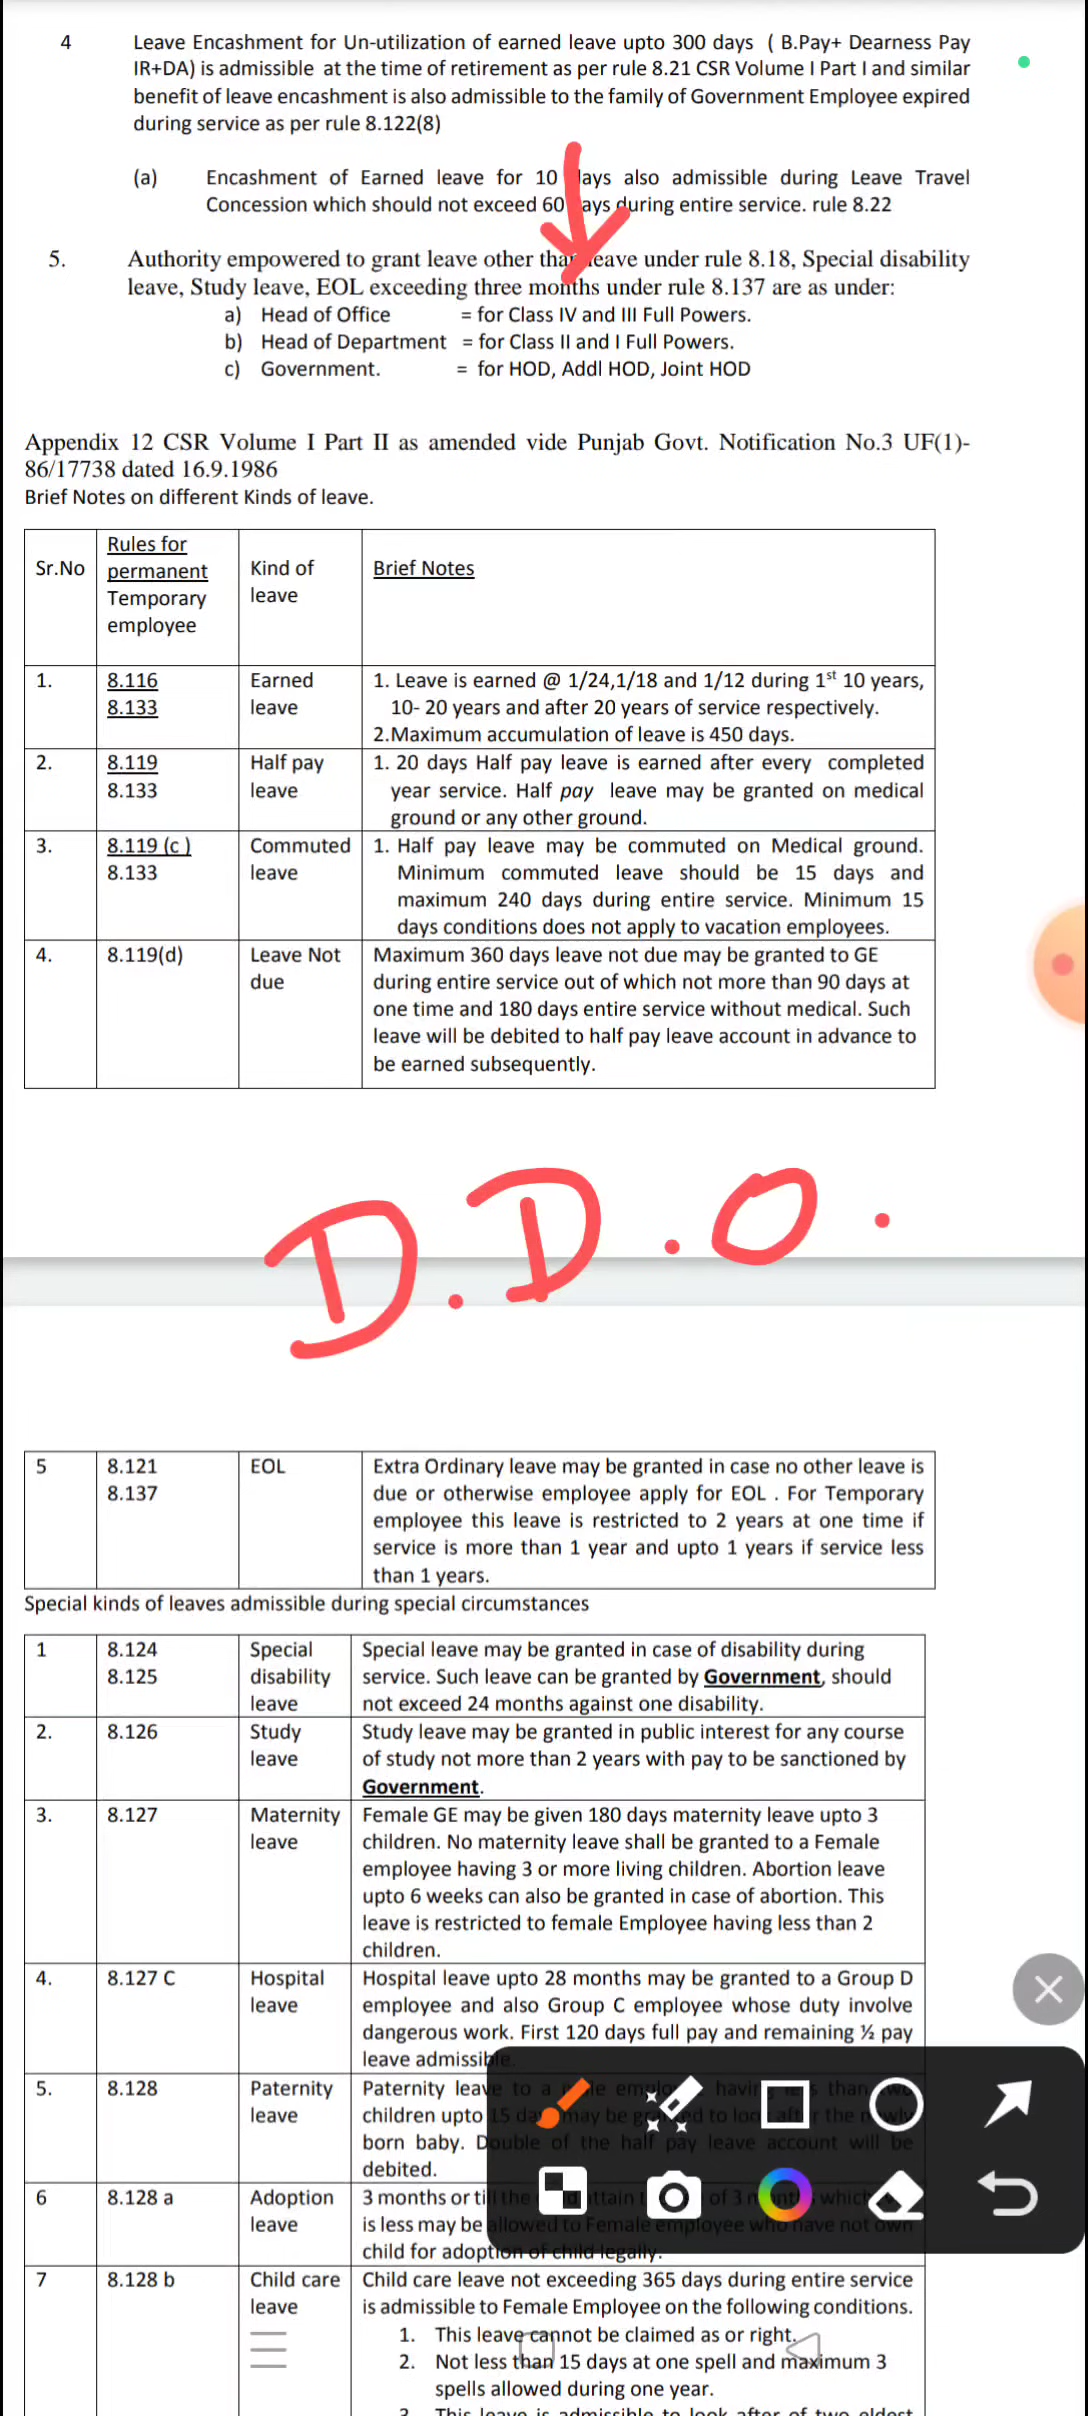 4 Leave Encashment for Un-utilization of earned leave upto 300 days ( B.Pay+ Dearness Pay
IR+DA) is admissible at the time of retirement as per rule 8.21 CSR Volume I Part I and similar
benefit of leave encashment is also admissible to the family of Government Employee expired
during service as per rule 8.122(8)
(a) Encashment of Earned leave for 10 days also admissible during Leave Travel
Concession which should not exceed 60 days during entire service. rule 8.22
5. Authority empowered to grant leave other than leave under rule 8.18, Special disability
leave, Study leave, EOL exceeding three months under rule 8.137 are as under:
a) Head of Office = for Class IV and III Full Powers.
b) Head of Department = for Class II and I Full Powers.
c) Government. = for HOD, Addl HOD, Joint HOD
Appendix 12 CSR Volume I Part II as amended vide Punjab Govt. Notification No.3 UF(1)-
86/17738 dated 16.9.1986
Brief Notes on different Kinds of leave.
Sr.No
Rules for
permanent
Temporary
employee
Kind of
leave
Brief Notes
1.
8.116
8.133
Earned
leave
1. Leave is earned @ 1/24,1/18 and 1/12 during 1st 10 years,
10- 20 years and after 20 years of service respectively.
2.Maximum accumulation of leave is 450 days.
2.
8.119
8.133
Half pay
leave
1. 20 days Half pay leave is earned after every completed
year service. Half pay leave may be granted on medical
ground or any other ground.
3.
8.119 (c )
8.133
Commuted
leave
1. Half pay leave may be commuted on Medical ground.
Minimum commuted leave should be 15 days and
maximum 240 days during entire service. Minimum 15
days conditions does not apply to vacation employees.
4.
8.119(d)
Leave Not
due
Maximum 360 days leave not due may be granted to GE
during entire service out of which not more than 90 days at
one time and 180 days entire service without medical. Such
leave will be debited to half pay leave account in advance to
be earned subsequently.
D.D.O.
5
8.121
8.137
EOL
Extra Ordinary leave may be granted in case no other leave is
due or otherwise employee apply for EOL . For Temporary
employee this leave is restricted to 2 years at one time if
service is more than 1 year and upto 1 years if service less
than 1 years.
Special kinds of leaves admissible during special circumstances
1
8.124
8.125
Special
disability
leave
Special leave may be granted in case of disability during
service. Such leave can be granted by Government, should
not exceed 24 months against one disability.
2.
8.126
Study
leave
Study leave may be granted in public interest for any course
of study not more than 2 years with pay to be sanctioned by
Government.
3.
8.127
Maternity
leave
Female GE may be given 180 days maternity leave upto 3
children. No maternity leave shall be granted to a Female
employee having 3 or more living children. Abortion leave
upto 6 weeks can also be granted in case of abortion. This
leave is restricted to female Employee having less than 2
children.
4.
8.127 C
Hospital
leave
Hospital leave upto 28 months may be granted to a Group D
employee and also Group C employee whose duty involve
dangerous work. First 120 days full pay and remaining ½ pay
leave admissible.
5.
8.128
Paternity
leave
Paternity leave to a male employee having less than two
children upto 15 days may be granted to look after the newly
born baby. Double of the half pay leave account will be
debited.
6
8.128 a
Adoption
leave
3 months or till the attain of 3 months which
is less may be allowed to Female employee who have not own
child for adoption of child legally.
7
8.128 b
Child care
leave
Child care leave not exceeding 365 days during entire service
is admissible to Female Employee on the following conditions.
1. This leave cannot be claimed as or right.
2. Not less than 15 days at one spell and maximum 3
spells allowed during one year.
3. This leave is admissible to look after of two eldest